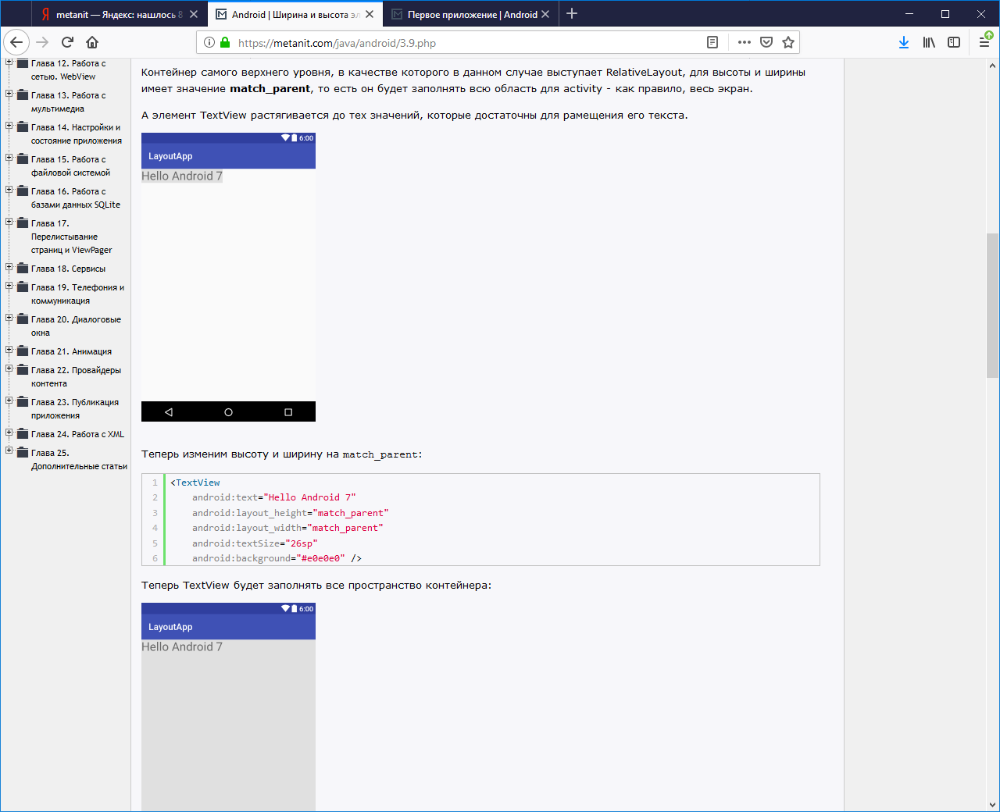 metanit — Яндекс: нашлось 8
Android | Ширина и высота эл
Первое приложение | Android
https://metanit.com/java/android/3.9.php
Глава 12. Работа с
сетью. WebView
Глава 13. Работа с
мультимедиа
Глава 14. Настройки и
состояние приложения
Глава 15. Работа с
файловой системой
Глава 16. Работа с
базами данных SQLite
Глава 17.
Перелистывание
страниц и ViewPager
Глава 18. Сервисы
Глава 19. Телефония и
коммуникация
Глава 20. Диалоговые
окна
Глава 21. Анимация
Глава 22. Провайдеры
контента
Глава 23. Публикация
приложения
Глава 24. Работа с XML
Глава 25.
Дополнительные статьи
Контейнер самого верхнего уровня, в качестве которого в данном случае выступает RelativeLayout, для высоты и ширины
имеет значение match_parent, то есть он будет заполнять всю область для activity - как правило, весь экран.
А элемент TextView растягивается до тех значений, которые достаточны для рамещения его текста.
6:00
LayoutApp
Hello Android 7
Теперь изменим высоту и ширину на match_parent:
1 <TextView
2 android:text="Hello Android 7"
3 android:layout_height="match_parent"
4 android:layout_width="match_parent"
5 android:textSize="26sp"
6 android:background="#e0e0e0" />
Теперь TextView будет заполнять все пространство контейнера:
6:00
LayoutApp
Hello Android 7